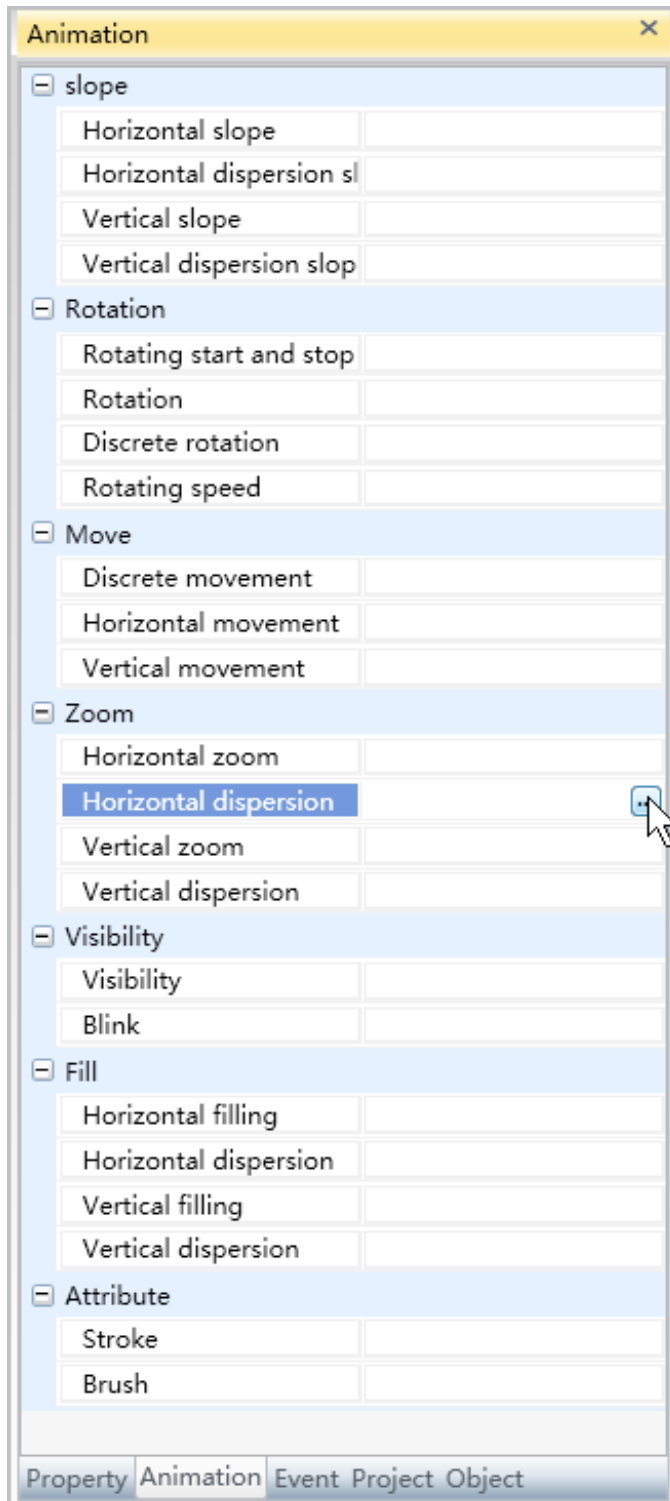 Animation
slope
Horizontal slope
Horizontal dispersion sl
Vertical slope
Vertical dispersion slop
Rotation
Rotating start and stop
Rotation
Discrete rotation
Rotating speed
Move
Discrete movement
Horizontal movement
Vertical movement
Zoom
Horizontal zoom
Horizontal dispersion
Vertical zoom
Vertical dispersion
Visibility
Visibility
Blink
Fill
Horizontal filling
Horizontal dispersion
Vertical filling
Vertical dispersion
Attribute
Stroke
Brush
Property Animation Event Project Object